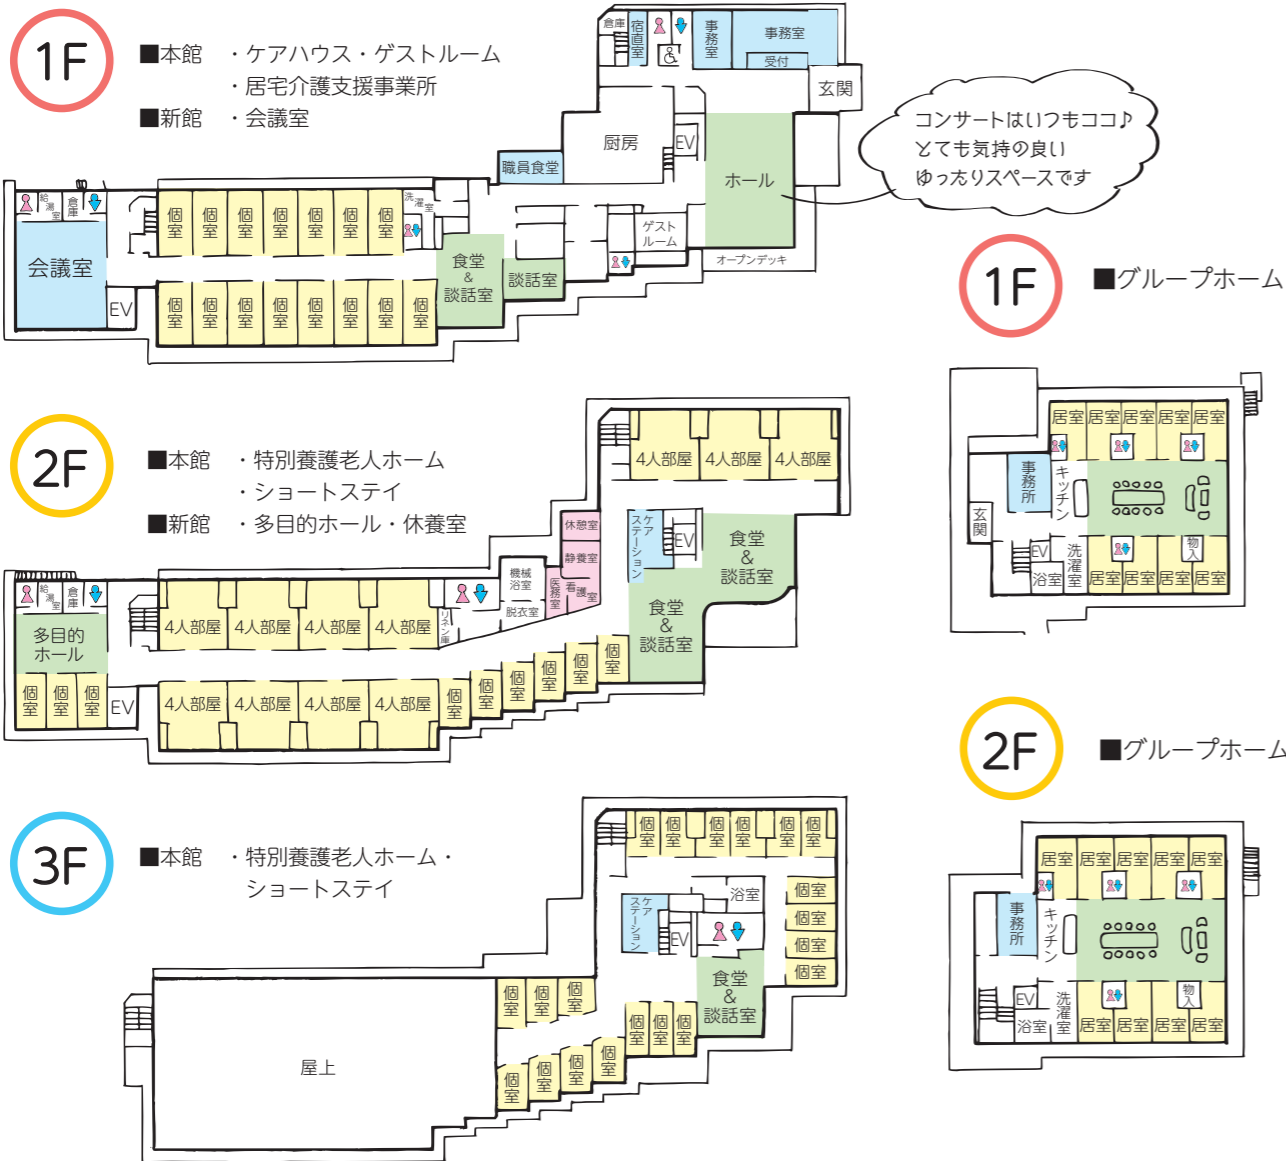 1F
■本館 ・ケアハウス・ゲストルーム
・居宅介護支援事業所
■新館 ・会議室
倉庫
宿直室
事務室
事務室
受付
玄関
厨房
EV
職員食堂
ホール
コンサートはいつもココ♪
とても気持の良い
ゆったりスペースです
ゲスト
ルーム
オープンデッキ
給湯室
倉庫
会議室
EV
個室 個室 個室 個室 個室 個室 個室
洗濯室
個室 個室 個室 個室 個室 個室 個室 個室
食堂
&
談話室
談話室
1F
■グループホーム
居室 居室 居室 居室 居室
事務所
キッチン
玄関
EV
浴室
洗濯室
物入
居室 居室 居室 居室
2F
■本館 ・特別養護老人ホーム
・ショートステイ
■新館 ・多目的ホール・休養室
4人部屋 4人部屋 4人部屋
ケア
ステーション
EV
食堂
&
談話室
食堂
&
談話室
休憩室
静養室
医務室
看護室
機械
浴室
脱衣室
リネン庫
給湯室
倉庫
多目的
ホール
個室 個室 個室
EV
4人部屋 4人部屋 4人部屋 4人部屋
4人部屋 4人部屋 4人部屋 4人部屋
個室 個室 個室 個室 個室 個室
2F
■グループホーム
居室 居室 居室 居室 居室
事務所
キッチン
EV
浴室
洗濯室
物入
居室 居室 居室 居室
3F
■本館 ・特別養護老人ホーム・
ショートステイ
個室 個室 個室 個室 個室 個室
浴室
個室
個室
個室
個室
ケア
ステーション
EV
食堂
&
談話室
個室 個室 個室
個室 個室 個室
個室 個室 個室 個室
屋上